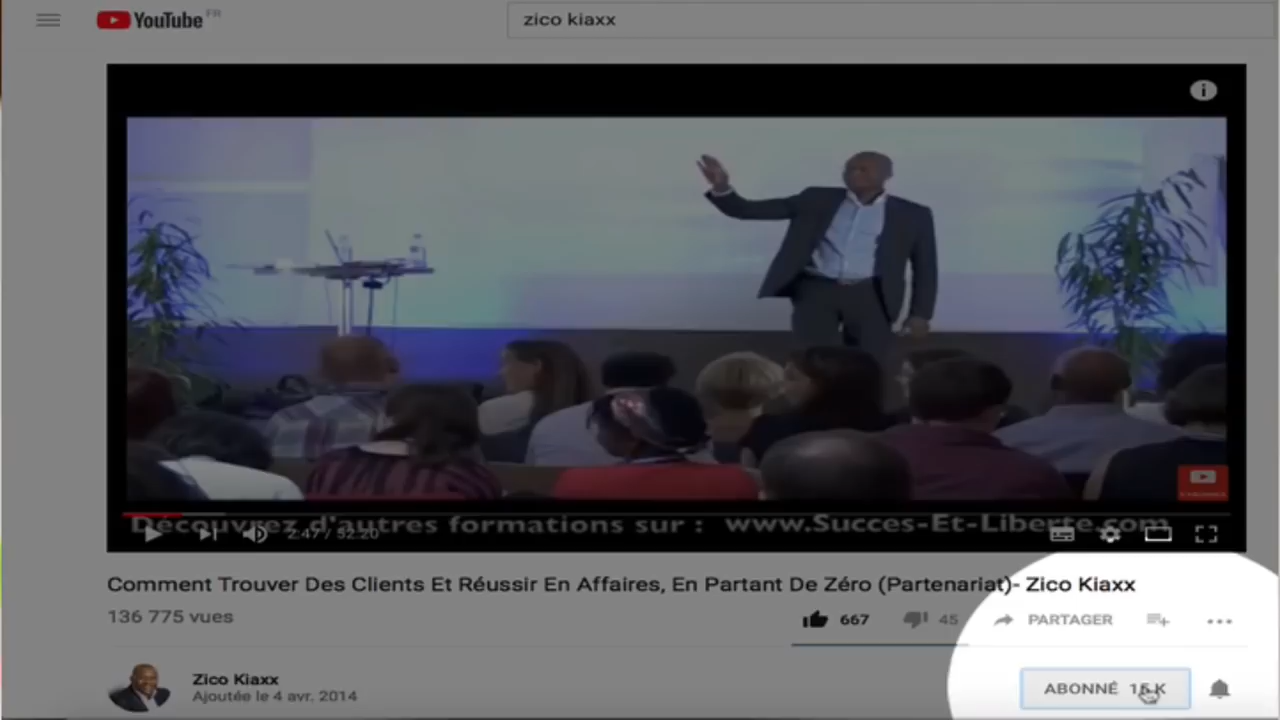 YouTube FR
zico kiaxx
Découvrez d'autres formations sur : www.Succes-Et-Liberte.com
2:47 / 52:20
Comment Trouver Des Clients Et Réussir En Affaires, En Partant De Zéro (Partenariat)- Zico Kiaxx
136 775 vues
667 45 PARTAGER
Zico Kiaxx
ABONNÉ 15 K
Ajoutée le 4 avr. 2014